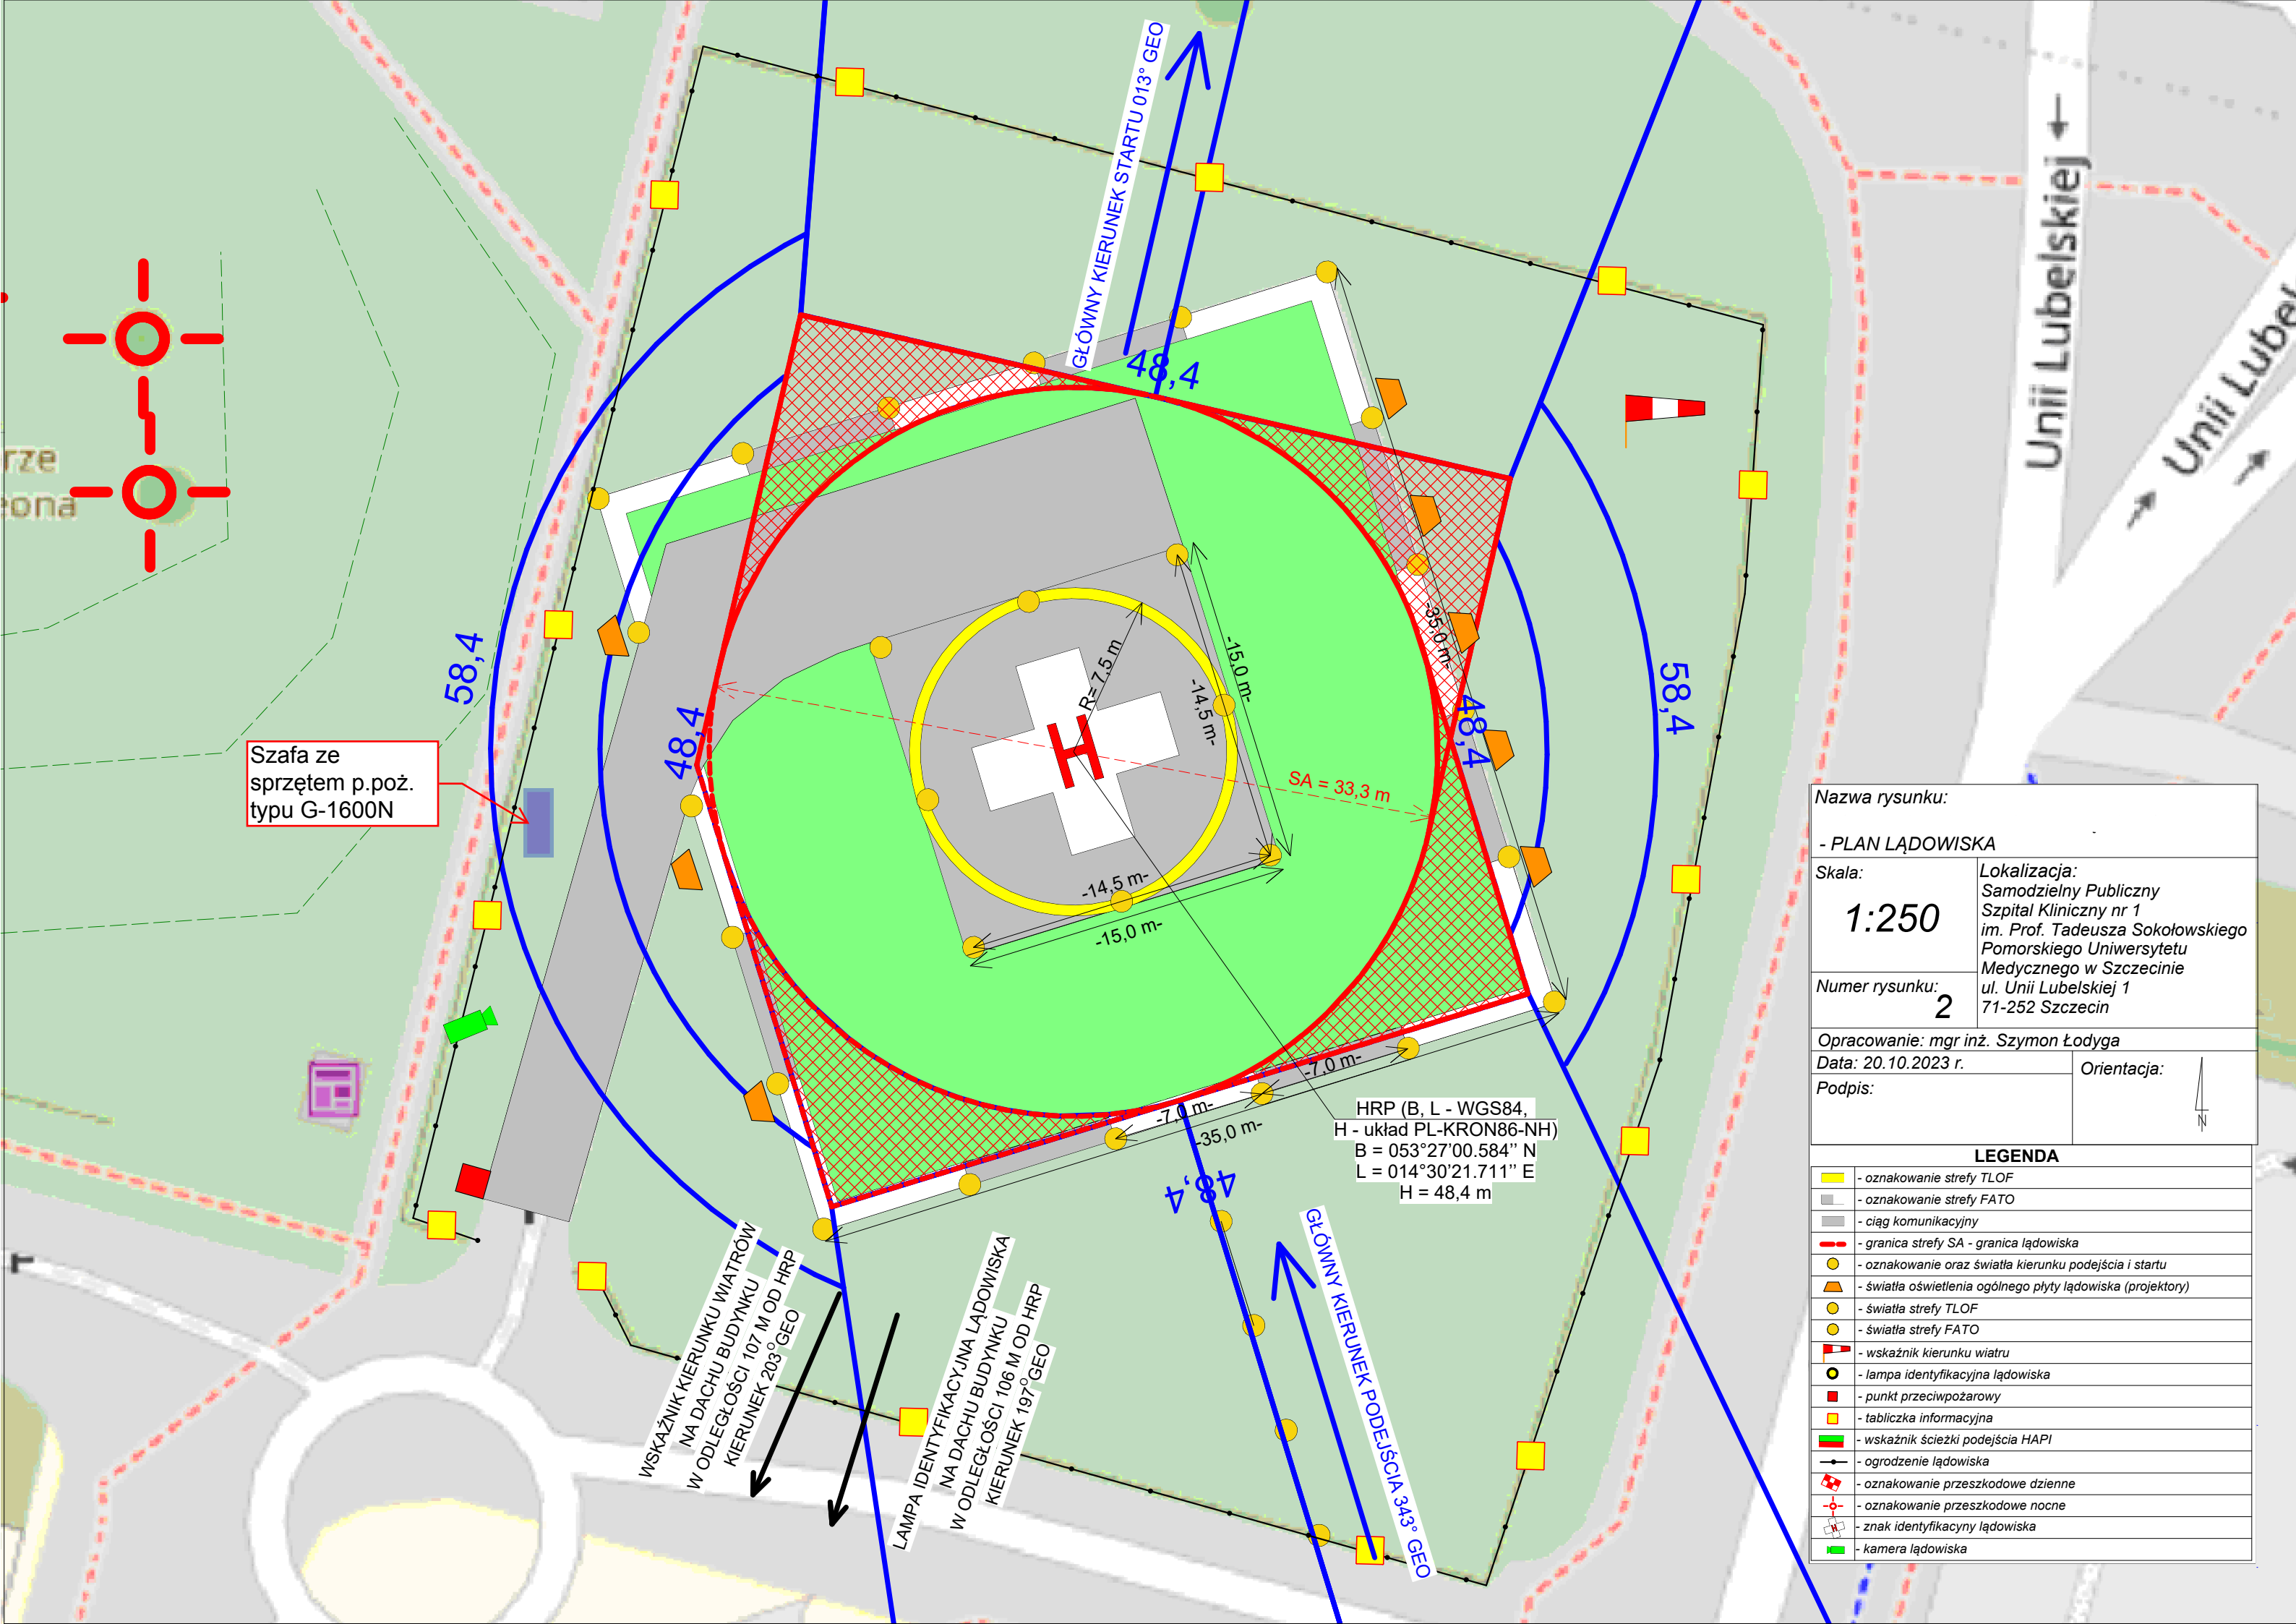 GŁÓWNY KIERUNEK STARTU 013° GEO
Unii Lubelskiej
48,4
58,4
48,4
48,4
58,4
48,4
-35,0 m-
-15,0 m-
-14,5 m-
R= 7,5 m
H
SA = 33,3 m
-14,5 m-
-15,0 m-
-7,0 m-
-7,0 m-
-35,0 m-
Szafa ze
sprzętem p.poż.
typu G-1600N
HRP (B, L - WGS84,
H - układ PL-KRON86-NH)
B = 053°27'00.584'' N
L = 014°30'21.711'' E
H = 48,4 m
WSKAŹNIK KIERUNKU WIATRÓW
NA DACHU BUDYNKU
W ODLEGŁOŚCI 107 M OD HRP
KIERUNEK 203° GEO
LAMPA IDENTYFIKACYJNA LĄDOWISKA
NA DACHU BUDYNKU
W ODLEGŁOŚCI 106 M OD HRP
KIERUNEK 197° GEO
GŁÓWNY KIERUNEK PODEJŚCIA 343° GEO
Nazwa rysunku:
- PLAN LĄDOWISKA
Skala:
1:250
Numer rysunku:
2
Lokalizacja:
Samodzielny Publiczny
Szpital Kliniczny nr 1
im. Prof. Tadeusza Sokołowskiego
Pomorskiego Uniwersytetu
Medycznego w Szczecinie
ul. Unii Lubelskiej 1
71-252 Szczecin
Opracowanie: mgr inż. Szymon Łodyga
Data: 20.10.2023 r.
Podpis:
Orientacja:
N
LEGENDA
- oznakowanie strefy TLOF
- oznakowanie strefy FATO
- ciąg komunikacyjny
- granica strefy SA - granica lądowiska
- oznakowanie oraz światła kierunku podejścia i startu
- światła oświetlenia ogólnego płyty lądowiska (projektory)
- światła strefy TLOF
- światła strefy FATO
- wskaźnik kierunku wiatru
- lampa identyfikacyjna lądowiska
- punkt przeciwpożarowy
- tabliczka informacyjna
- wskaźnik ścieżki podejścia HAPI
- ogrodzenie lądowiska
- oznakowanie przeszkodowe dzienne
- oznakowanie przeszkodowe nocne
- znak identyfikacyny lądowiska
- kamera lądowiska